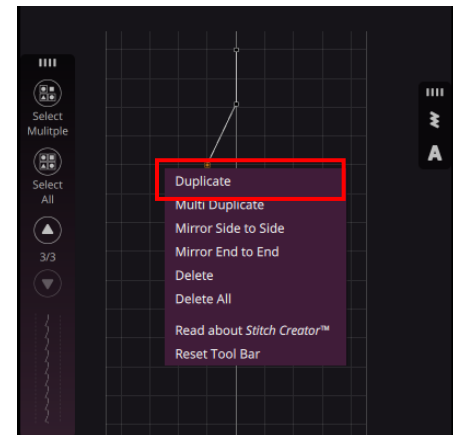 Select
Mulitple
Select
All
3/3
A
Duplicate
Multi Duplicate
Mirror Side to Side
Mirror End to End
Delete
Delete All
Read about Stitch Creator™
Reset Tool Bar